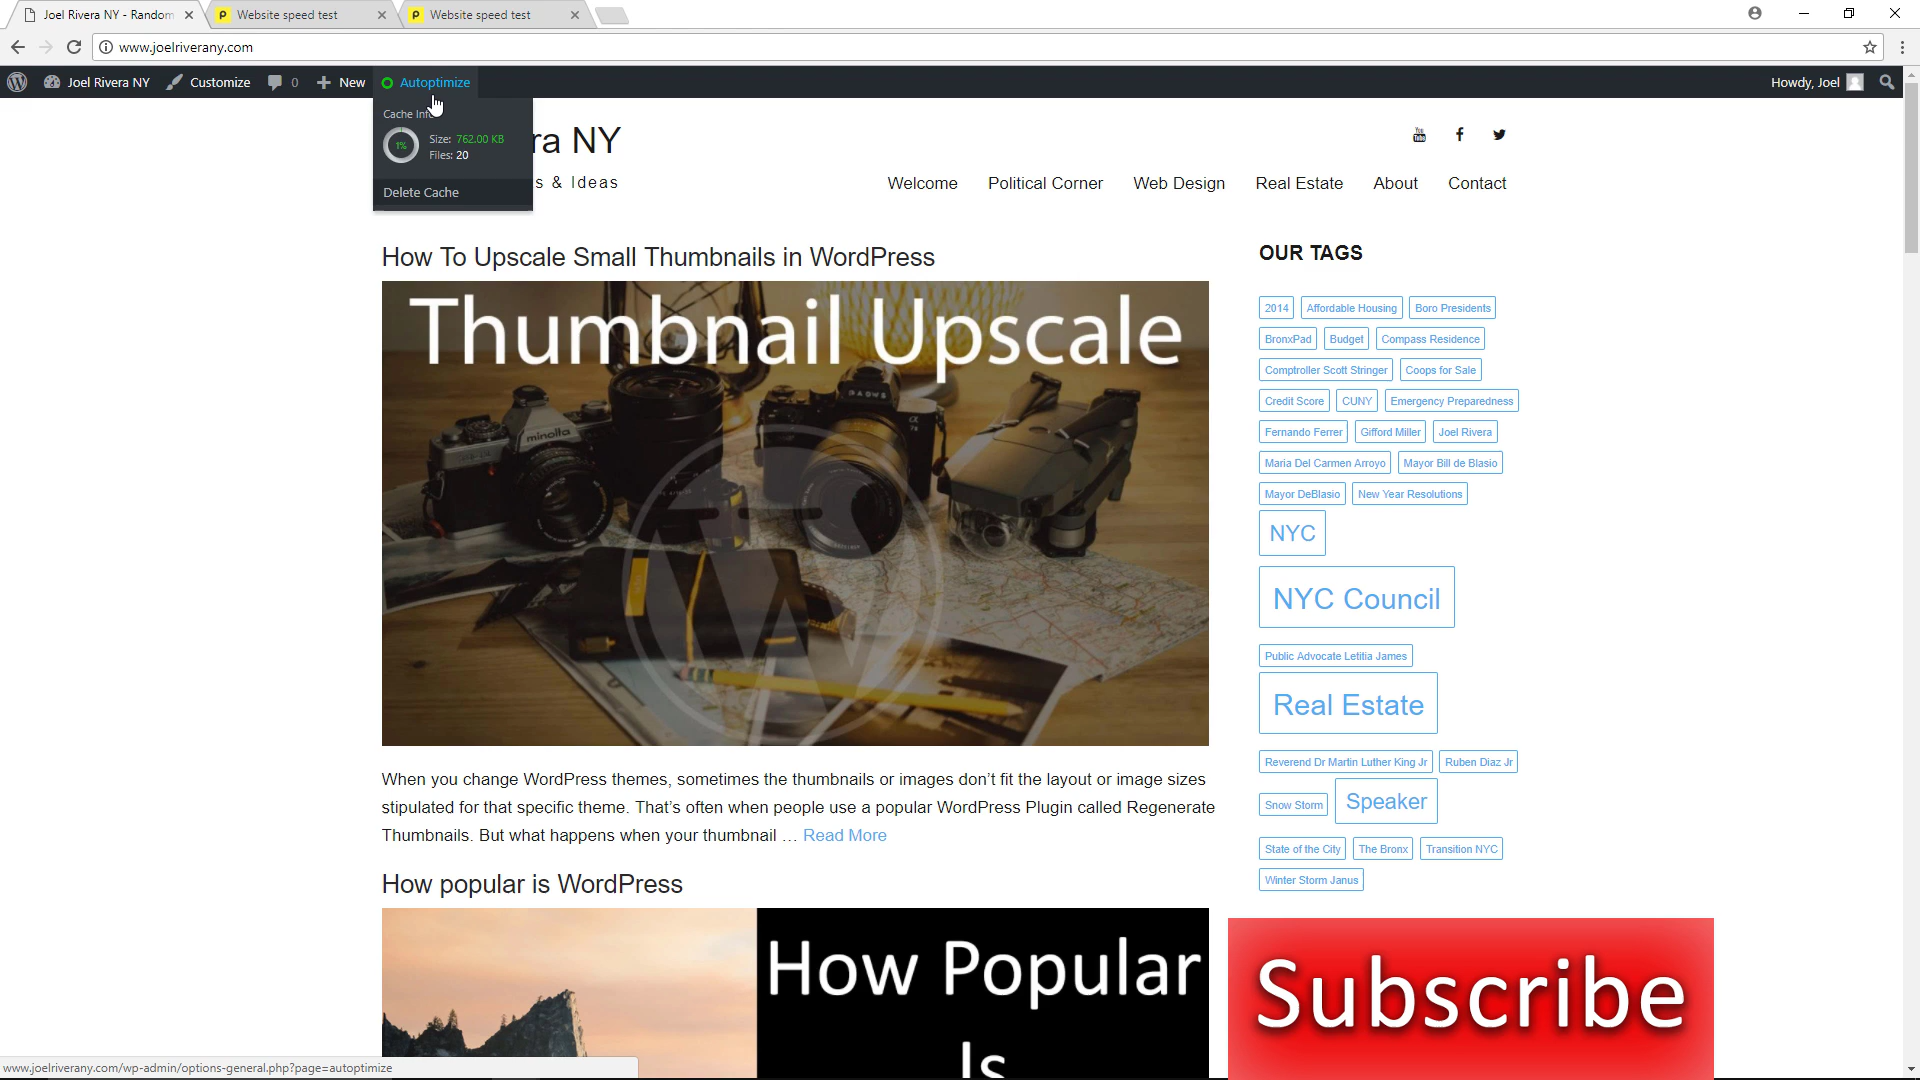 Joel Rivera NY - Random
Website speed test
Website speed test
www.joelriverany.com
Joel Rivera NY
Customize
0
New
Autoptimize
Howdy, Joel
Cache Info
1%
Size: 762.00 KB
Files: 20
Delete Cache
ra NY
s & Ideas
You
Tube
Welcome
Political Corner
Web Design
Real Estate
About
Contact
How To Upscale Small Thumbnails in WordPress
Thumbnail Upscale
minolta
When you change WordPress themes, sometimes the thumbnails or images don't fit the layout or image sizes
stipulated for that specific theme. That's often when people use a popular WordPress Plugin called Regenerate
Thumbnails. But what happens when your thumbnail … Read More
How popular is WordPress
How Popular
Is
OUR TAGS
2014 Affordable Housing Boro Presidents
BronxPad Budget Compass Residence
Comptroller Scott Stringer Coops for Sale
Credit Score CUNY Emergency Preparedness
Fernando Ferrer Gifford Miller Joel Rivera
Maria Del Carmen Arroyo Mayor Bill de Blasio
Mayor DeBlasio New Year Resolutions
NYC
NYC Council
Public Advocate Letitia James
Real Estate
Reverend Dr Martin Luther King Jr Ruben Diaz Jr
Snow Storm Speaker
State of the City The Bronx Transition NYC
Winter Storm Janus
Subscribe
www.joelriverany.com/wp-admin/options-general.php?page=autoptimize